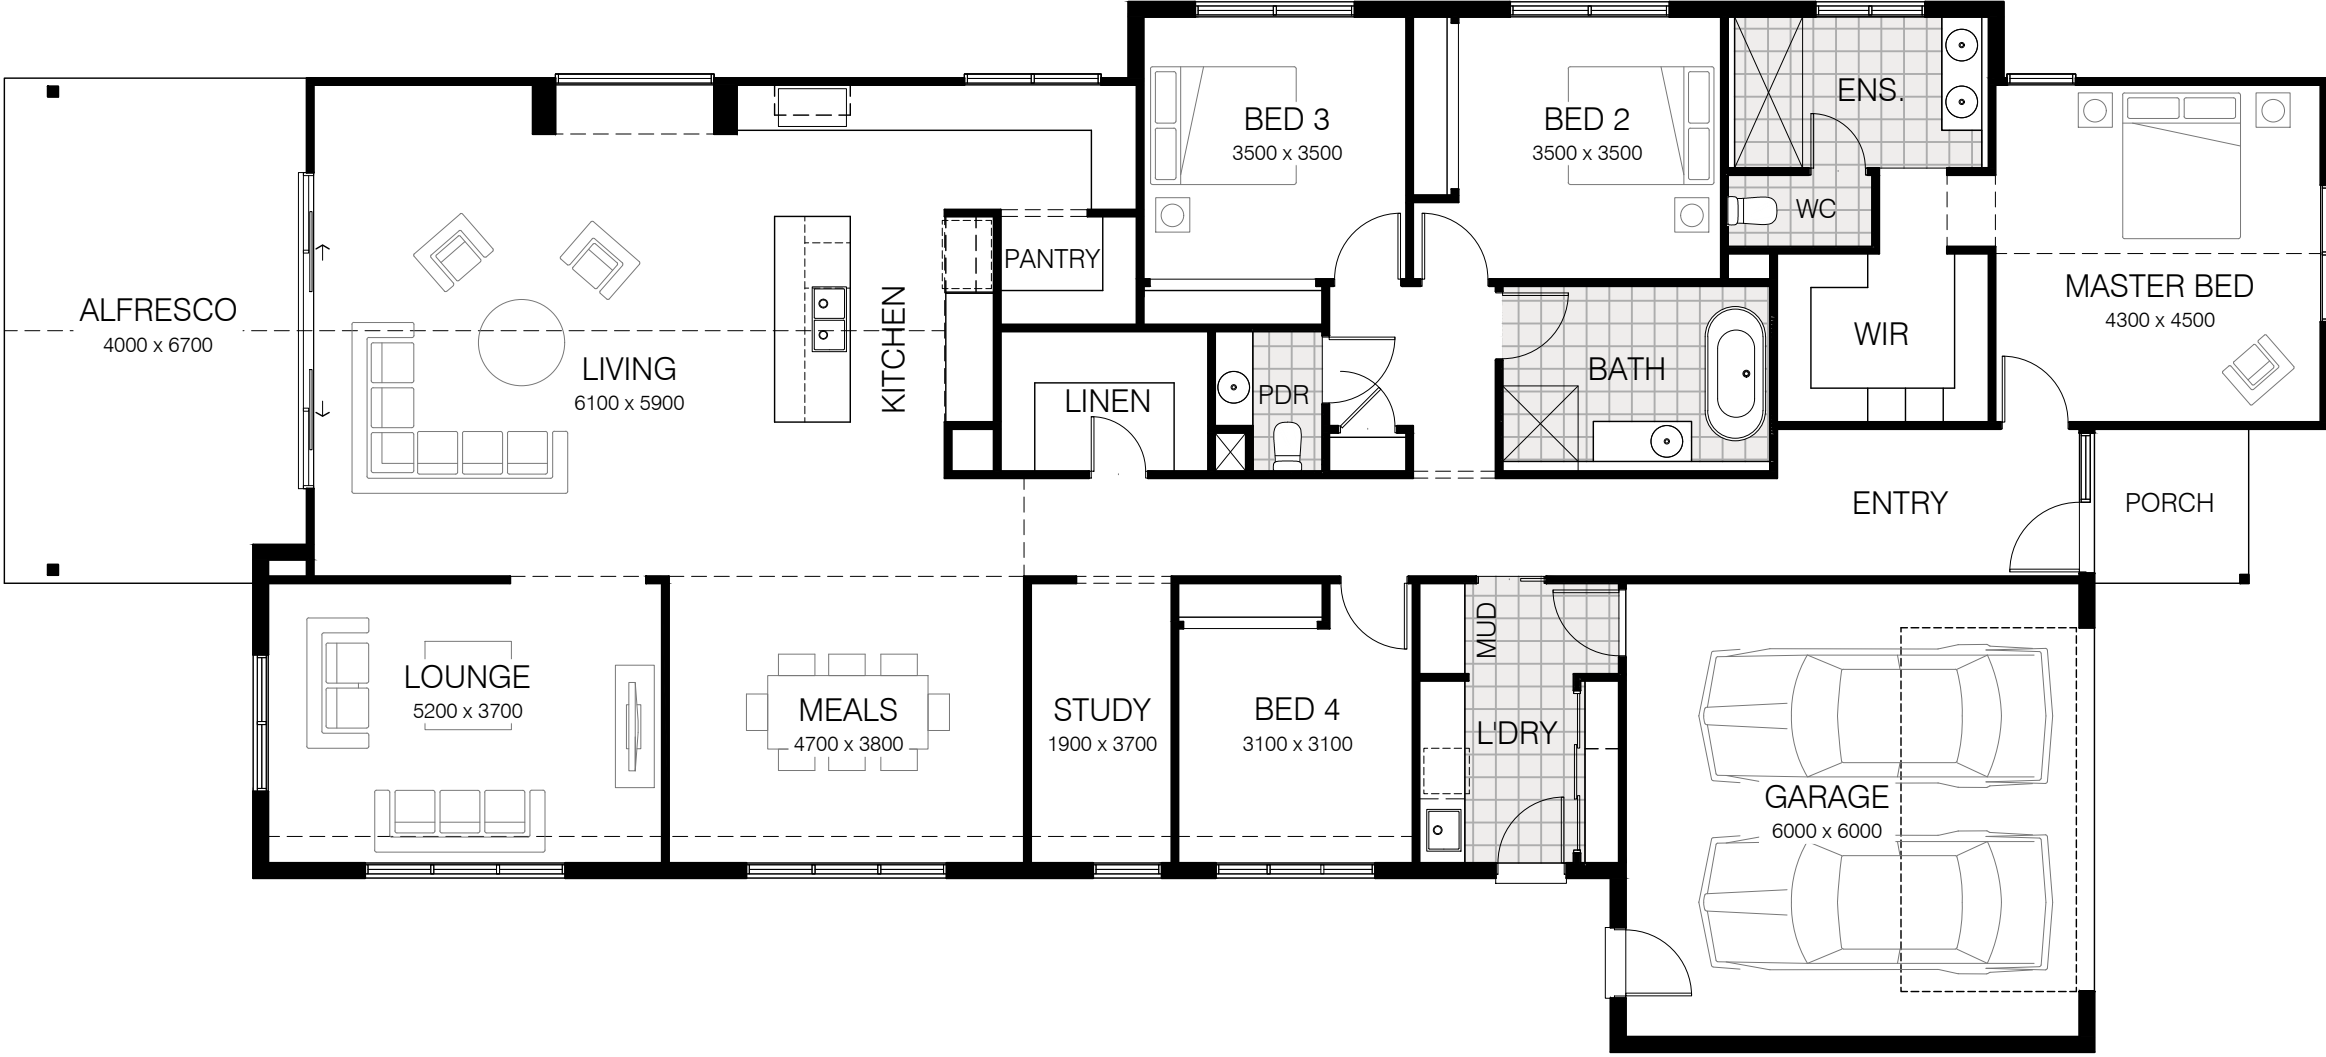 ENS.
BED 3
3500 x 3500
BED 2
3500 x 3500
WC
PANTRY
MASTER BED
4300 x 4500
ALFRESCO
4000 x 6700
KITCHEN
WIR
LIVING
6100 x 5900
BATH
PDR
LINEN
ENTRY
PORCH
MUD
LOUNGE
5200 x 3700
MEALS
4700 x 3800
STUDY
1900 x 3700
BED 4
3100 x 3100
L'DRY
GARAGE
6000 x 6000